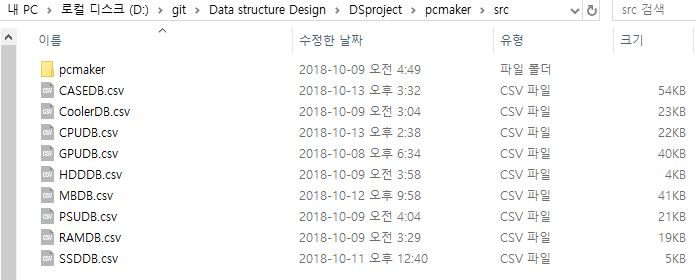 내 PC > 로컬 디스크 (D:) > git > Data structure Design > DSproject > pcmaker > src
src 검색
이름 수정한 날짜 유형 크기
pcmaker 2018-10-09 오전 4:49 파일 폴더
CASEDB.csv 2018-10-13 오후 3:32 CSV 파일 54KB
CoolerDB.csv 2018-10-09 오전 3:04 CSV 파일 23KB
CPUDB.csv 2018-10-13 오후 2:38 CSV 파일 22KB
GPUDB.csv 2018-10-08 오후 6:34 CSV 파일 40KB
HDDDB.csv 2018-10-09 오전 3:58 CSV 파일 4KB
MBDB.csv 2018-10-12 오후 9:58 CSV 파일 41KB
PSUDB.csv 2018-10-09 오전 4:04 CSV 파일 21KB
RAMDB.csv 2018-10-09 오전 3:29 CSV 파일 19KB
SSDDB.csv 2018-10-11 오후 12:40 CSV 파일 5KB